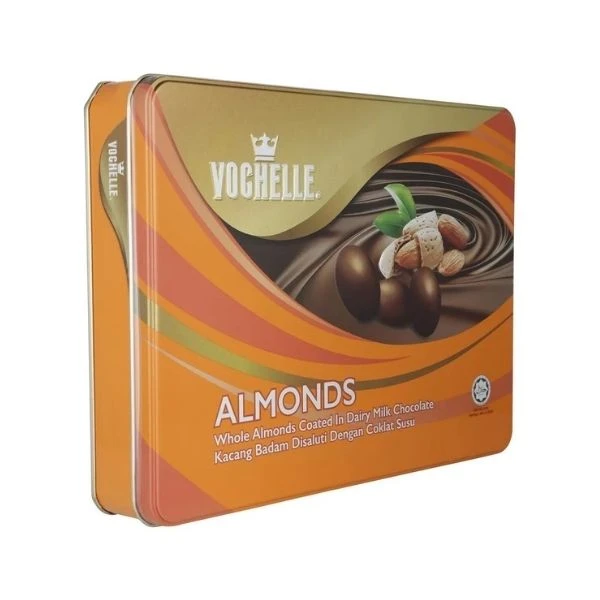 VOCHELLE®
VOCHELLE
ALMONDS
Whole Almonds Coated In Dairy Milk Chocolate
Kacang Badam Disaluti Dengan Coklat Susu